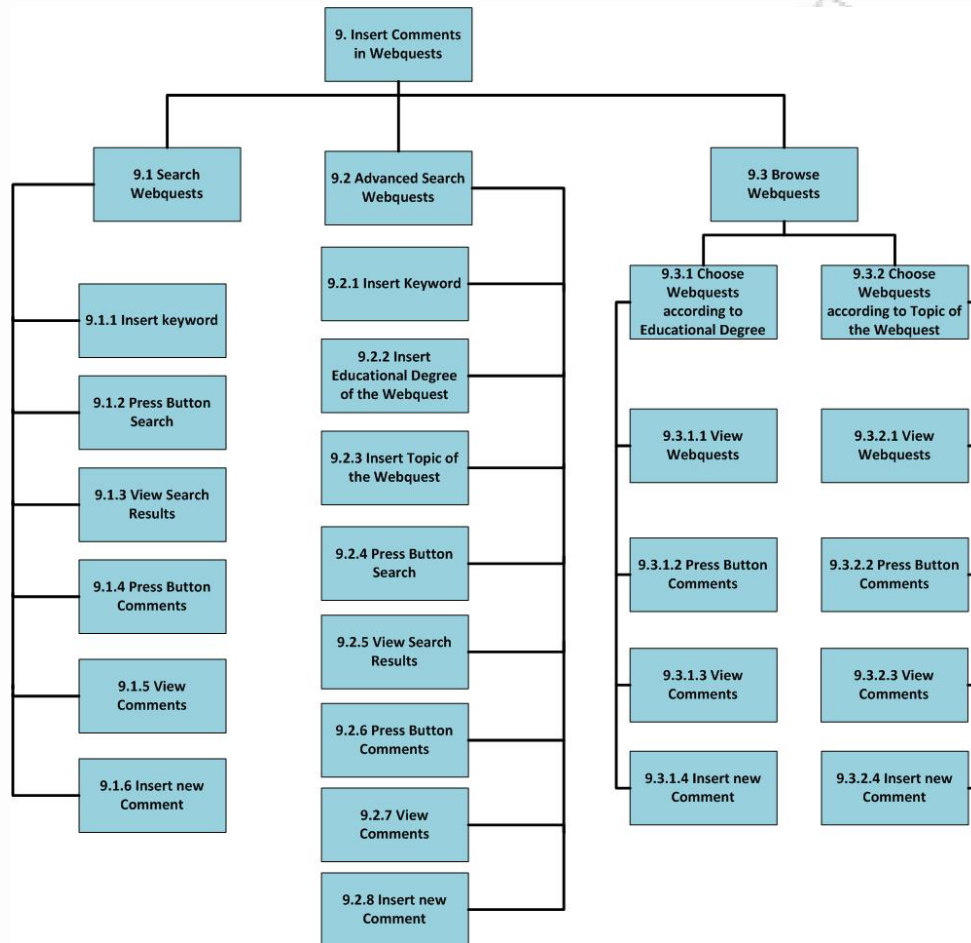 9. Insert Comments
in Webquests
9.1 Search
Webquests
9.2 Advanced Search
Webquests
9.3 Browse
Webquests
9.1.1 Insert keyword
9.1.2 Press Button
Search
9.1.3 View Search
Results
9.1.4 Press Button
Comments
9.1.5 View
Comments
9.1.6 Insert new
Comment
9.2.1 Insert Keyword
9.2.2 Insert
Educational Degree
of the Webquest
9.2.3 Insert Topic of
the Webquest
9.2.4 Press Button
Search
9.2.5 View Search
Results
9.2.6 Press Button
Comments
9.2.7 View
Comments
9.2.8 Insert new
Comment
9.3.1 Choose
Webquests
according to
Educational Degree
9.3.1.1 View
Webquests
9.3.1.2 Press Button
Comments
9.3.1.3 View
Comments
9.3.1.4 Insert new
Comment
9.3.2 Choose
Webquests
according to Topic of
the Webquest
9.3.2.1 View
Webquests
9.3.2.2 Press Button
Comments
9.3.2.3 View
Comments
9.3.2.4 Insert new
Comment